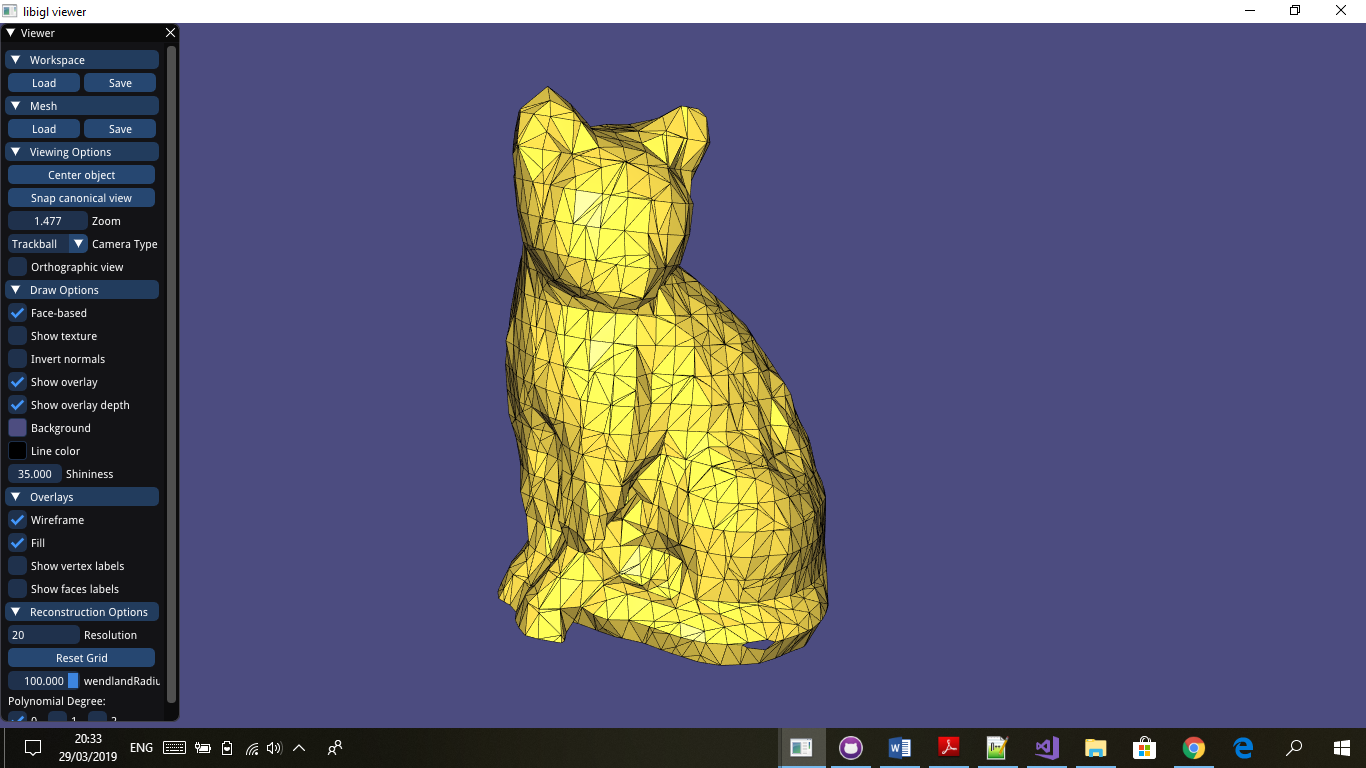 libigl viewer
Viewer
Workspace
Load Save
Mesh
Load Save
Viewing Options
Center object
Snap canonical view
1.477 Zoom
Trackball Camera Type
Orthographic view
Draw Options
Face-based
Show texture
Invert normals
Show overlay
Show overlay depth
Background
Line color
35.000 Shininess
Overlays
Wireframe
Fill
Show vertex labels
Show faces labels
Reconstruction Options
20 Resolution
Reset Grid
100.000 wendlandRadiu
Polynomial Degree:
0 1 2
20:33
29/03/2019
ENG